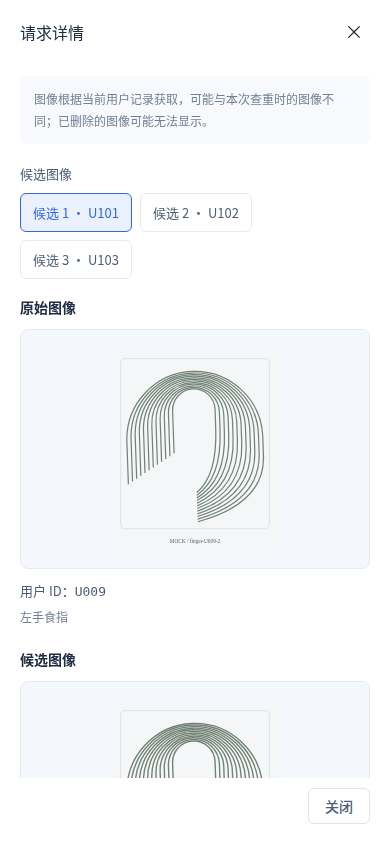 请求详情
图像根据当前用户记录获取，可能与本次查重时的图像不
同；已删除的图像可能无法显示。
候选图像
候选 1 · U101
候选 2 · U102
候选 3 · U103
原始图像
MOCK / finger-U009-2
用户 ID：U009
左手食指
候选图像
关闭